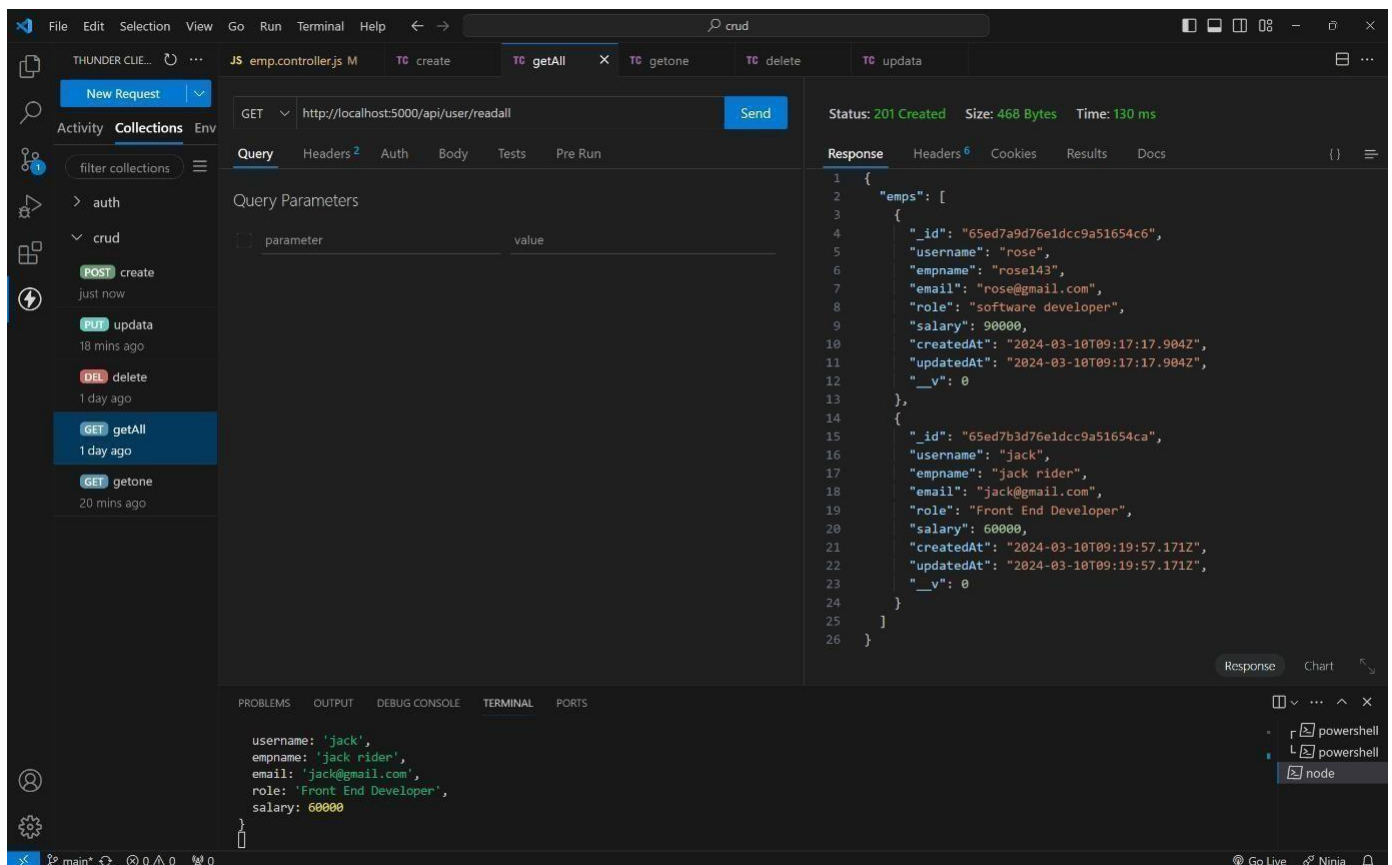 File Edit Selection View Go Run Terminal Help ← → crud
THUNDER CLIE... ···
JS emp.controller.js M TC create TC getAll × TC getone TC delete TC updata
New Request
Activity Collections Env
filter collections
auth
crud
POST create
just now
PUT updata
18 mins ago
DEL delete
1 day ago
GET getAll
1 day ago
GET getone
20 mins ago
GET http://localhost:5000/api/user/readall Send
Query Headers 2 Auth Body Tests Pre Run
Query Parameters
parameter value
Status: 201 Created Size: 468 Bytes Time: 130 ms
Response Headers 6 Cookies Results Docs {}
1 {
2 "emps": [
3 {
4 "_id": "65ed7a9d76e1dcc9a51654c6",
5 "username": "rose",
6 "empname": "rose143",
7 "email": "rose@gmail.com",
8 "role": "software developer",
9 "salary": 90000,
10 "createdAt": "2024-03-10T09:17:17.904Z",
11 "updatedAt": "2024-03-10T09:17:17.904Z",
12 "__v": 0
13 },
14 {
15 "_id": "65ed7b3d76e1dcc9a51654ca",
16 "username": "jack",
17 "empname": "jack rider",
18 "email": "jack@gmail.com",
19 "role": "Front End Developer",
20 "salary": 60000,
21 "createdAt": "2024-03-10T09:19:57.171Z",
22 "updatedAt": "2024-03-10T09:19:57.171Z",
23 "__v": 0
24 }
25 ]
26 }
Response Chart
PROBLEMS OUTPUT DEBUG CONSOLE TERMINAL PORTS
username: 'jack',
empname: 'jack rider',
email: 'jack@gmail.com',
role: 'Front End Developer',
salary: 60000
}
powershell
powershell
node
1
main* 0 0 0 Go Live Ninja